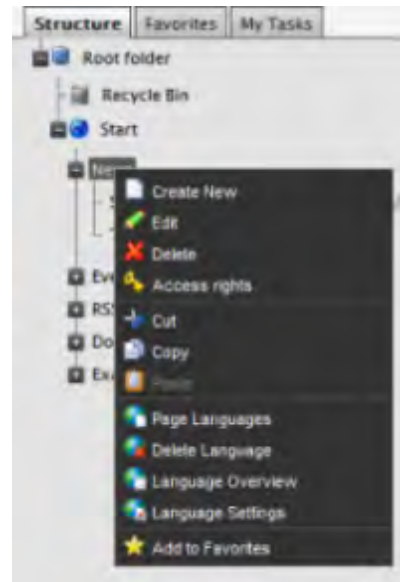 Structure Favorites My Tasks
Root folder
Recycle Bin
Start
Create New
Edit
Delete
Access rights
Cut
Copy
Paste
Page Languages
Delete Language
Language Overview
Language Settings
Add to Favorites